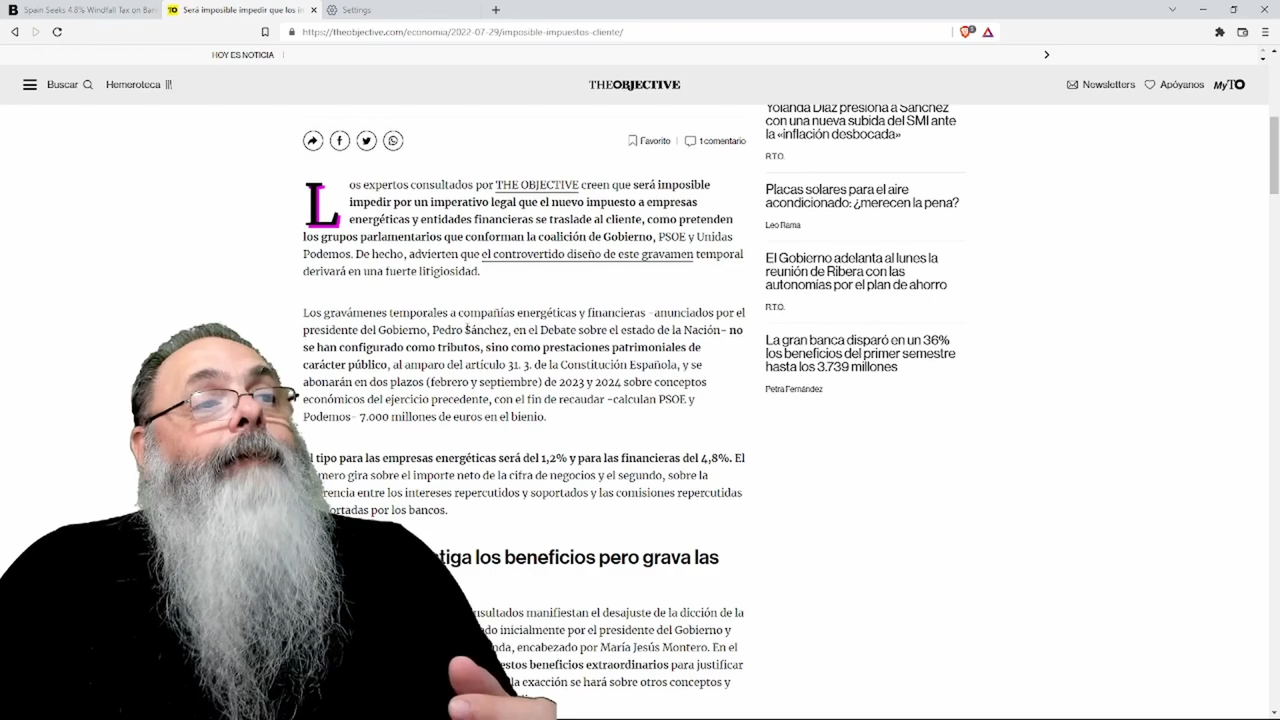 Spain Seeks 4.8% Windfall Tax on Ban
Será imposible impedir que los im
Settings
https://theobjective.com/economia/2022-07-29/imposible-impuestos-cliente/
HOY ES NOTICIA
Buscar
Hemeroteca
THEOBJECTIVE
Newsletters
Apóyanos
MyTO
Favorito
1 comentario
Los expertos consultados por THE OBJECTIVE creen que será imposible
impedir por un imperativo legal que el nuevo impuesto a empresas
energéticas y entidades financieras se traslade al cliente, como pretenden
los grupos parlamentarios que conforman la coalición de Gobierno, PSOE y Unidas
Podemos. De hecho, advierten que el controvertido diseño de este gravamen temporal
derivará en una fuerte litigiosidad.
Los gravámenes temporales a compañías energéticas y financieras -anunciados por el
presidente del Gobierno, Pedro Sánchez, en el Debate sobre el estado de la Nación- no
se han configurado como tributos, sino como prestaciones patrimoniales de
carácter público, al amparo del artículo 31. 3. de la Constitución Española, y se
abonarán en dos plazos (febrero y septiembre) de 2023 y 2024 sobre conceptos
económicos del ejercicio precedente, con el fin de recaudar -calculan PSOE y
Podemos- 7.000 millones de euros en el bienio.
l tipo para las empresas energéticas será del 1,2% y para las financieras del 4,8%. El
mero gira sobre el importe neto de la cifra de negocios y el segundo, sobre la
rencia entre los intereses repercutidos y soportados y las comisiones repercutidas
ortadas por los bancos.
tiga los beneficios pero grava las
nsultados manifiestan el desajuste de la dicción de la
do inicialmente por el presidente del Gobierno y
nda, encabezado por María Jesús Montero. En el
estos beneficios extraordinarios para justificar
la exacción se hará sobre otros conceptos y
Yolanda Díaz presiona a Sánchez
con una nueva subida del SMI ante
la «inflación desbocada»
R.T.O.
Placas solares para el aire
acondicionado: ¿merecen la pena?
Leo Rama
El Gobierno adelanta al lunes la
reunión de Ribera con las
autonomías por el plan de ahorro
R.T.O.
La gran banca disparó en un 36%
los beneficios del primer semestre
hasta los 3.739 millones
Petra Fernández